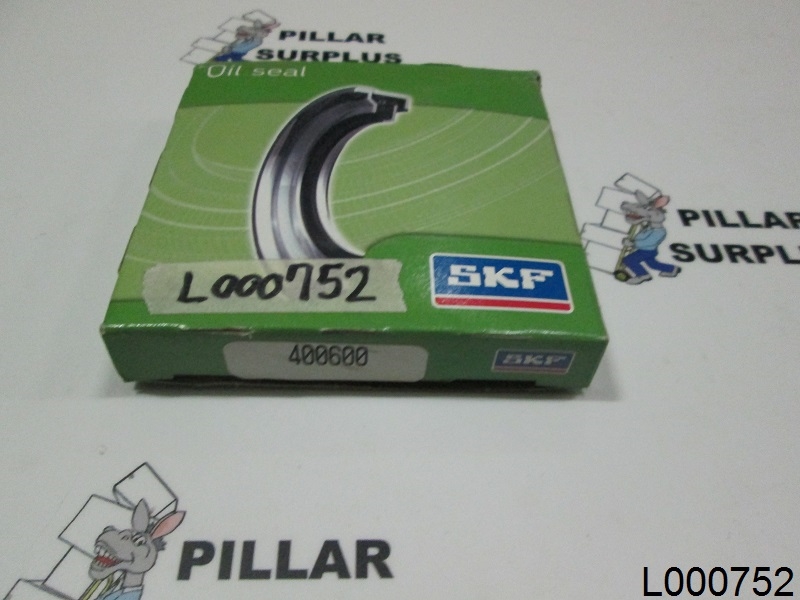 PILLAR
SURPLUS
Oil seal
PILLAR
SURPLUS
L000752
SKF
400600
SKF
PILLAR
L000752